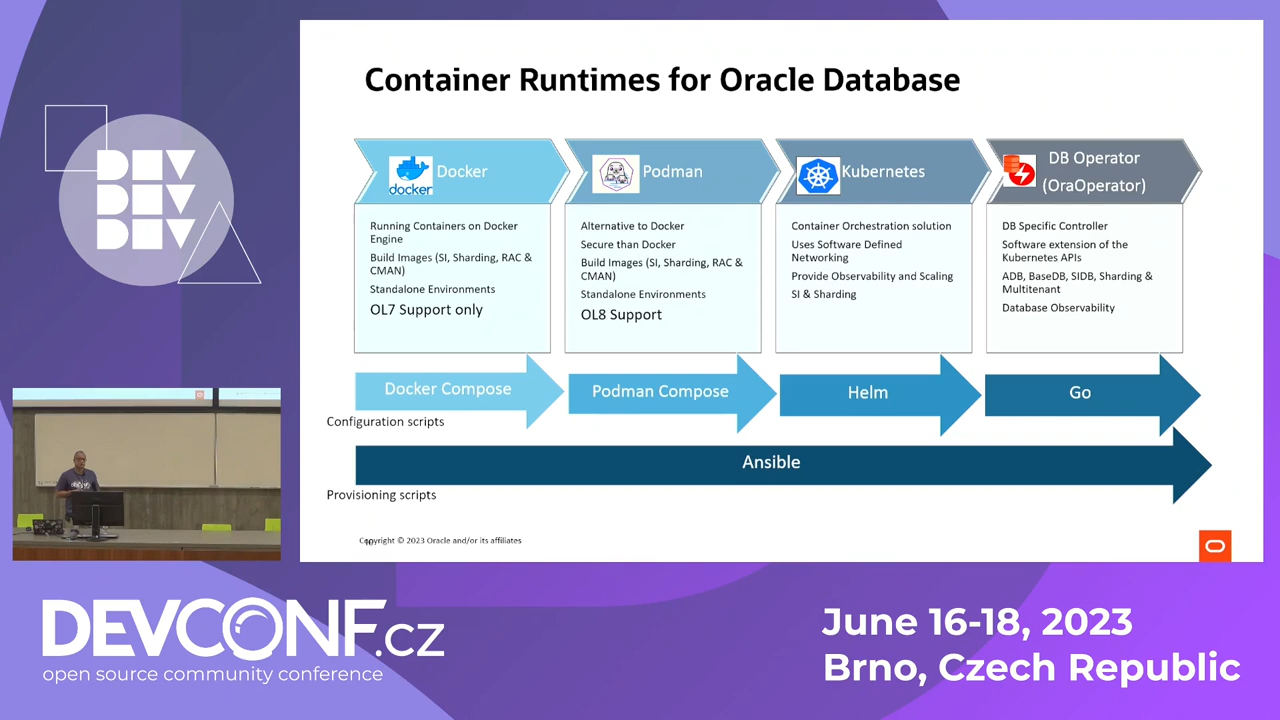 Container Runtimes for Oracle Database
docker
Docker
Running Containers on Docker
Engine
Build Images (SI, Sharding, RAC &
CMAN)
Standalone Environments
OL7 Support only
Podman
Alternative to Docker
Secure than Docker
Build Images (SI, Sharding, RAC &
CMAN)
Standalone Environments
OL8 Support
Kubernetes
Container Orchestration solution
Uses Software Defined
Networking
Provide Observability and Scaling
SI & Sharding
DB Operator
(OraOperator)
DB Specific Controller
Software extension of the
Kubernetes APIs
ADB, BaseDB, SIDB, Sharding &
Multitenant
Database Observability
Docker Compose
Podman Compose
Helm
Go
Configuration scripts
Ansible
Provisioning scripts
Copyright © 2023 Oracle and/or its affiliates
DEV
DEV
DEV
DEVCONF.cz
open source community conference
June 16-18, 2023
Brno, Czech Republic